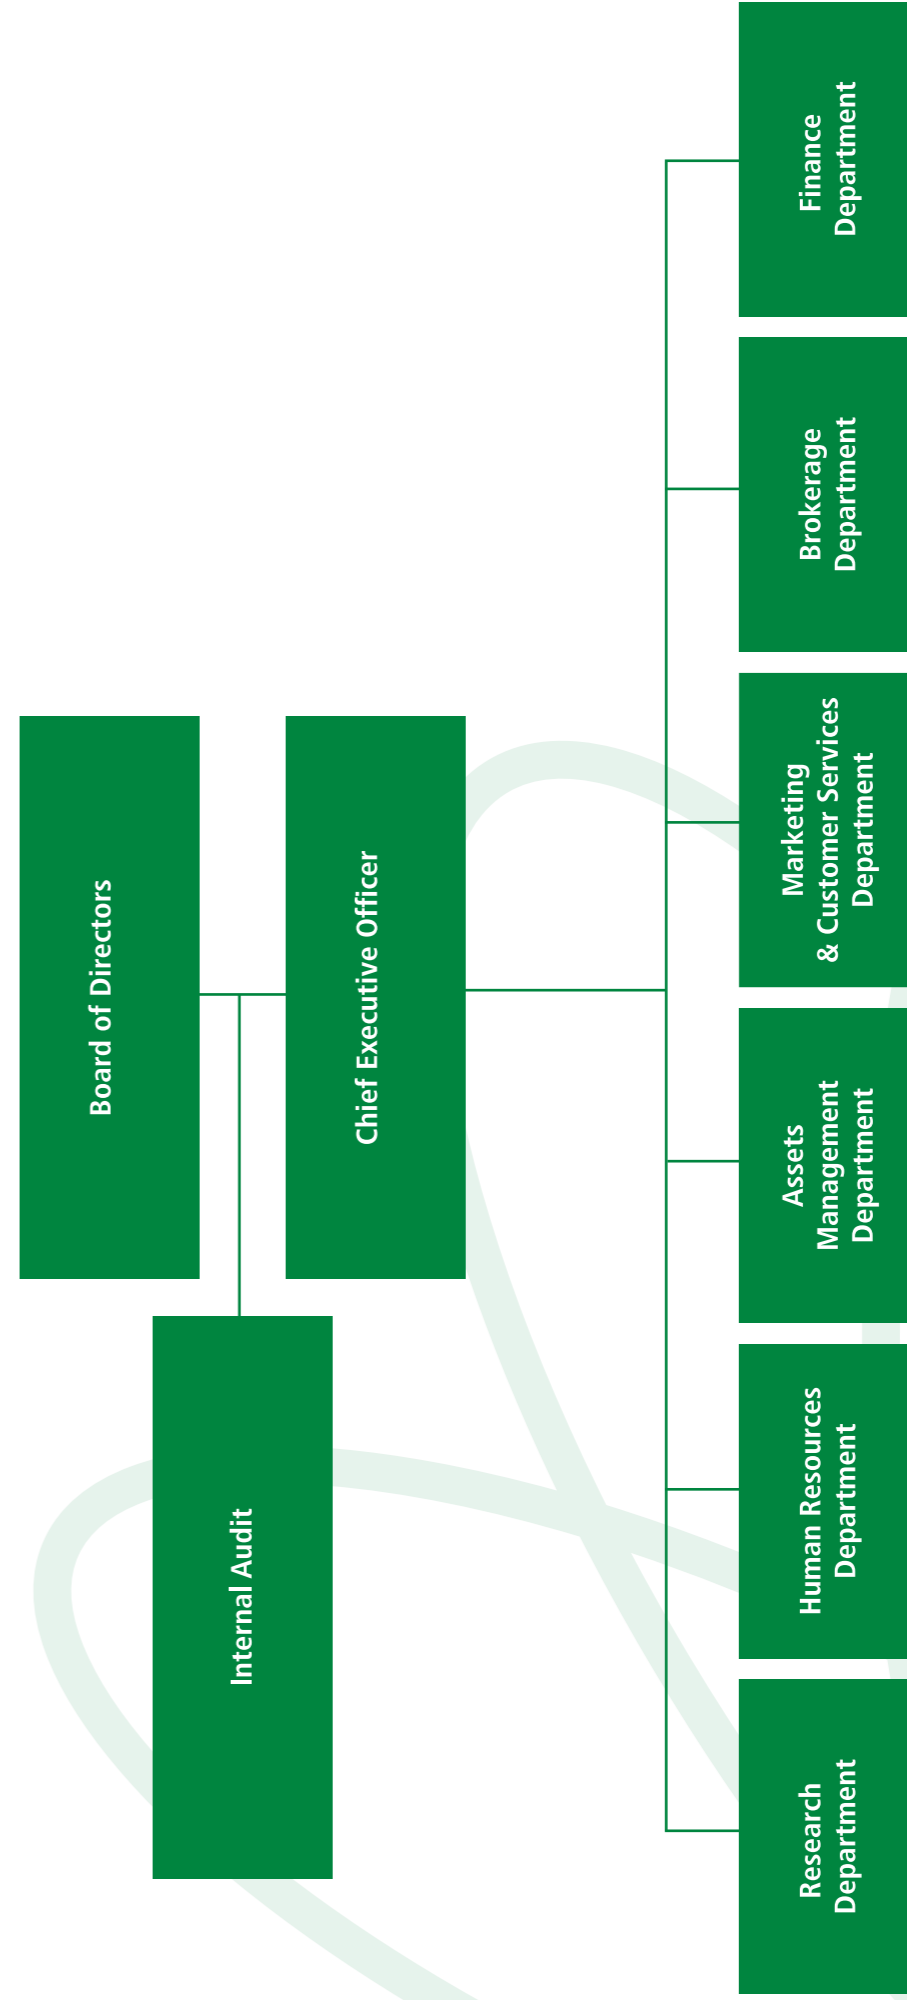 Board of Directors
Internal Audit
Chief Executive Officer
Research
Department
Human Resources
Department
Assets
Management
Department
Marketing
& Customer Services
Department
Brokerage
Department
Finance
Department